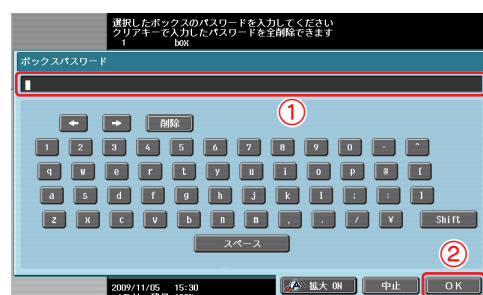 選択したボックスのパスワードを入力してください
クリアキーで入力したパスワードを全削除できます
1 box
ボックスパスワード
①
← → 削除
1 2 3 4 5 6 7 8 9 0 - ^
q w e r t y u i o p @ [
a s d f g h j k l ; : ]
z x c v b n m , . / ¥ Shift
スペース
②
2009/11/05 15:30
拡大 ON 中止 OK